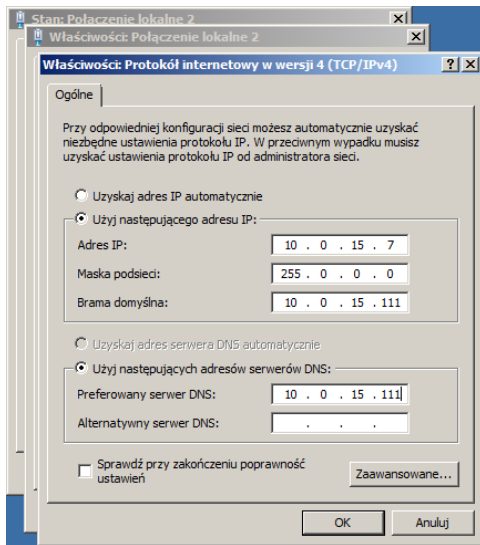 Stan: Połączenie lokalne 2
Właściwości: Połączenie lokalne 2
Właściwości: Protokół internetowy w wersji 4 (TCP/IPv4)
Ogólne
Przy odpowiedniej konfiguracji sieci możesz automatycznie uzyskać
niezbędne ustawienia protokołu IP. W przeciwnym wypadku musisz
uzyskać ustawienia protokołu IP od administratora sieci.
Uzyskaj adres IP automatycznie
Użyj następującego adresu IP:
Adres IP: 10 . 0 . 15 . 7
Maska podsieci: 255 . 0 . 0 . 0
Brama domyślna: 10 . 0 . 15 . 111
Uzyskaj adres serwera DNS automatycznie
Użyj następujących adresów serwerów DNS:
Preferowany serwer DNS: 10 . 0 . 15 . 111
Alternatywny serwer DNS: . . .
Sprawdź przy zakończeniu poprawność
ustawień
Zaawansowane...
OK Anuluj